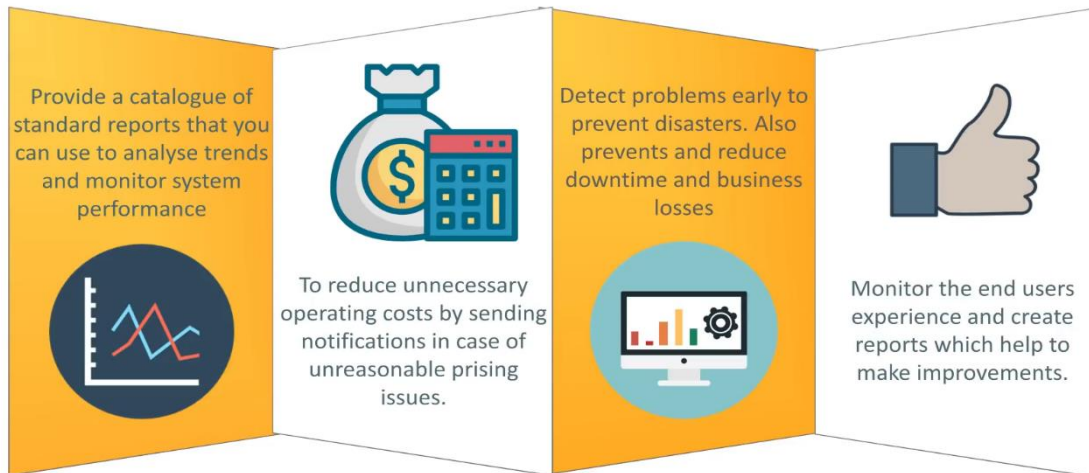 Provide a catalogue of
standard reports that you
can use to analyse trends
and monitor system
performance
$
To reduce unnecessary
operating costs by sending
notifications in case of
unreasonable prising
issues.
Detect problems early to
prevent disasters. Also
prevents and reduce
downtime and business
losses
Monitor the end users
experience and create
reports which help to
make improvements.